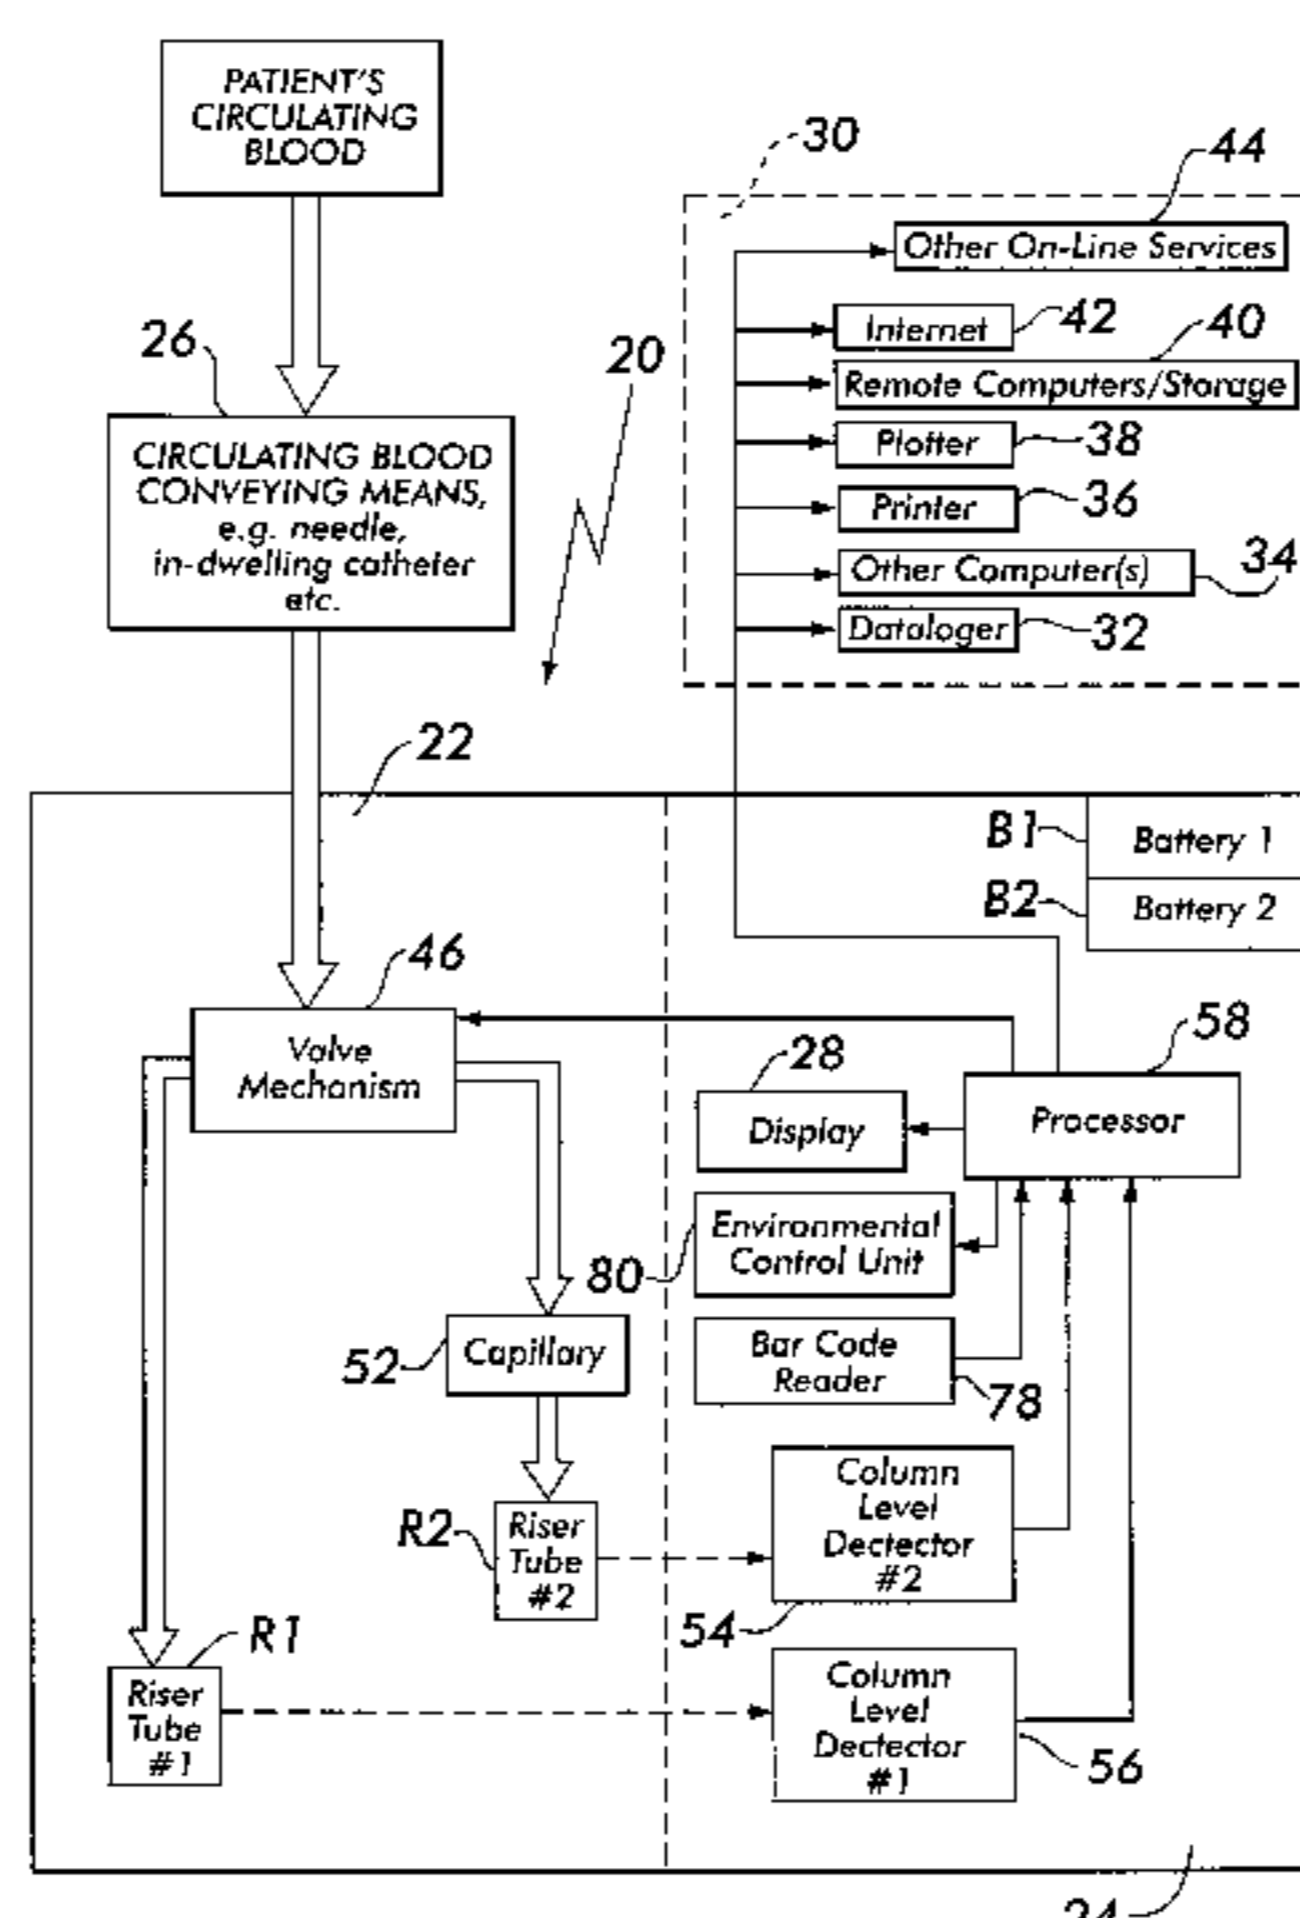 PATIENT'S
CIRCULATING
BLOOD
30
44
Other On-Line Services
26
20
Internet
42
40
Remote Computers/Storage
Plotter
38
Printer
36
Other Computer(s)
34
Dataloger
32
CIRCULATING BLOOD
CONVEYING MEANS,
e.g. needle,
in-dwelling catheter
etc.
22
B1
Battery 1
B2
Battery 2
46
Valve
Mechanism
58
28
Display
Processor
80
Environmental
Control Unit
52
Capillary
Bar Code
Reader
78
R2
Riser
Tube
#2
Column
Level
Dectector
#2
54
R1
Riser
Tube
#1
Column
Level
Dectector
#1
56